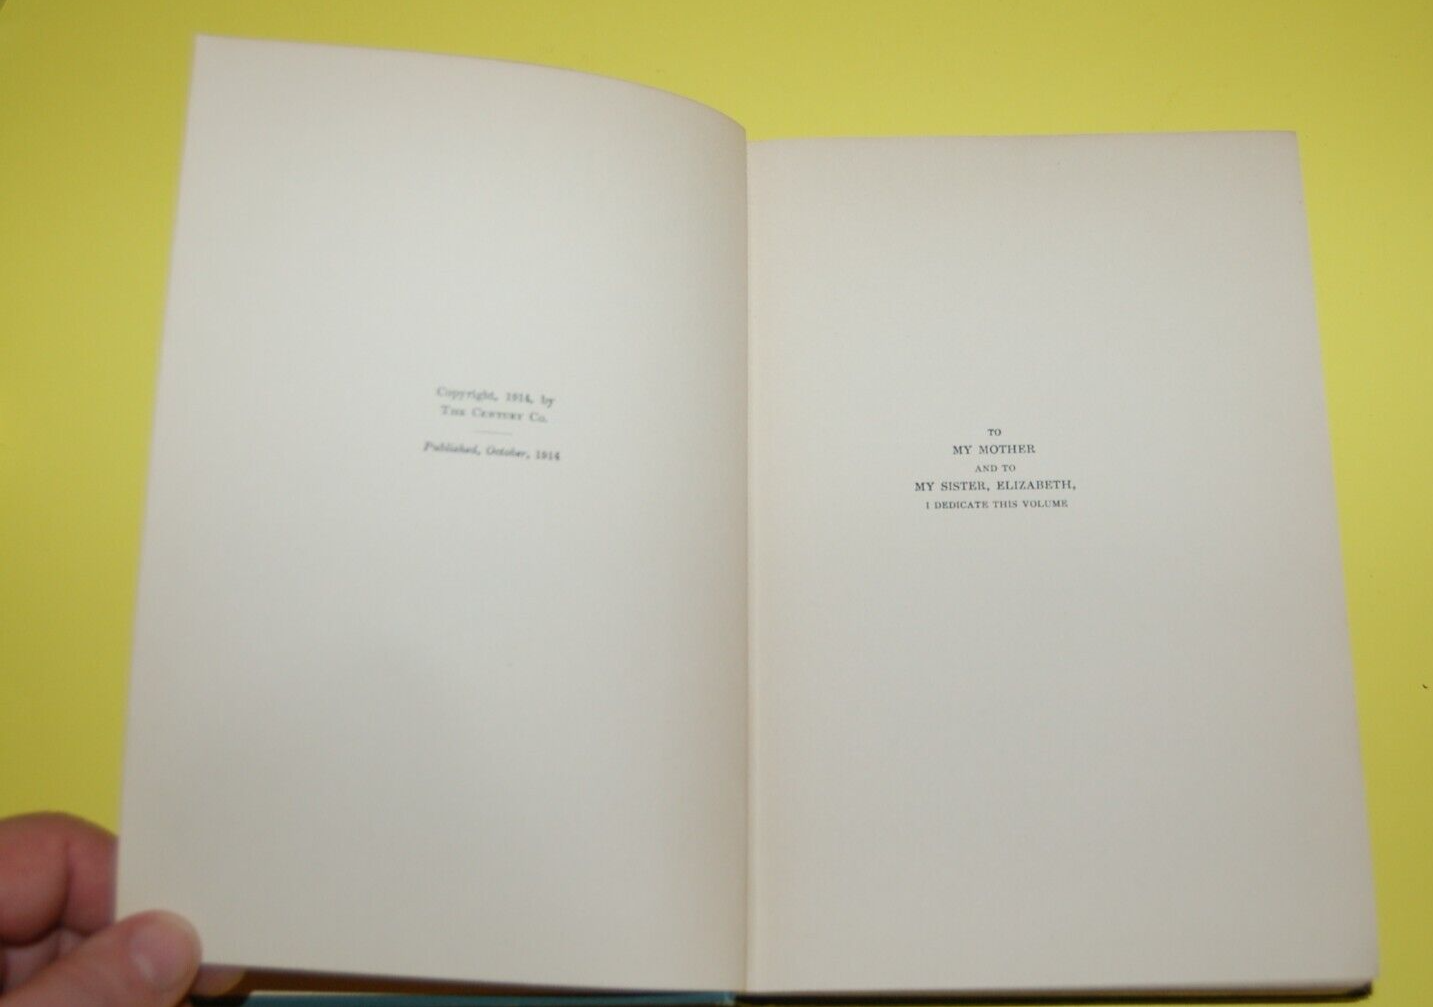 Copyright, 1914, by
THE CENTURY CO.
Published, October, 1914
TO
MY MOTHER
AND TO
MY SISTER, ELIZABETH,
I DEDICATE THIS VOLUME